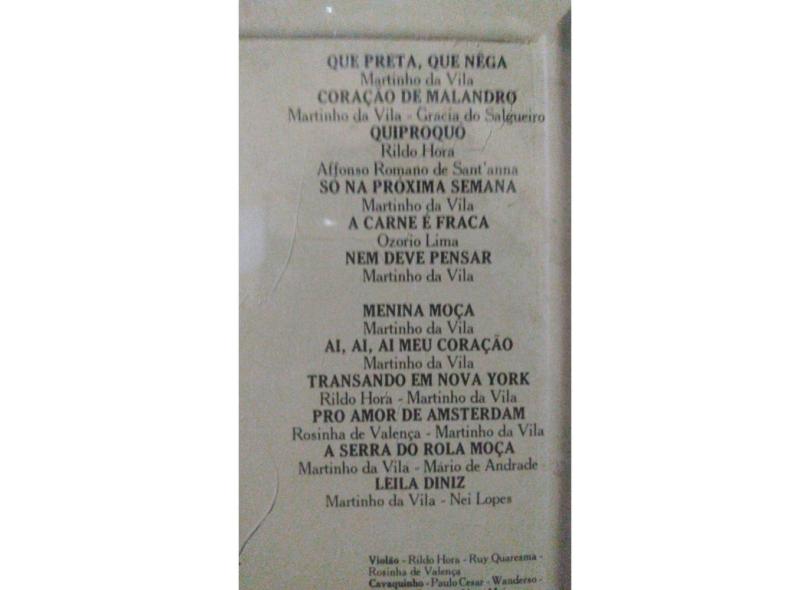 QUE PRETA, QUE NÊGA
Martinho da Vila
CORAÇÃO DE MALANDRO
Martinho da Vila - Gracia do Salgueiro
QUIPROQUÓ
Rildo Hora
Affonso Romano de Sant'anna
SÓ NA PRÓXIMA SEMANA
Martinho da Vila
A CARNE É FRACA
Ozorio Lima
NEM DEVE PENSAR
Martinho da Vila
MENINA MOÇA
Martinho da Vila
AI, AI, AI MEU CORAÇÃO
Martinho da Vila
TRANSANDO EM NOVA YORK
Rildo Hora - Martinho da Vila
PRO AMOR DE AMSTERDAM
Rosinha de Valença - Martinho da Vila
A SERRA DO ROLA MOÇA
Martinho da Vila - Mário de Andrade
LEILA DINIZ
Martinho da Vila - Nei Lopes
Violão - Rildo Hora - Ruy Quaresma -
Rosinha de Valença
Cavaquinho - Paulo Cesar - Wanderso -